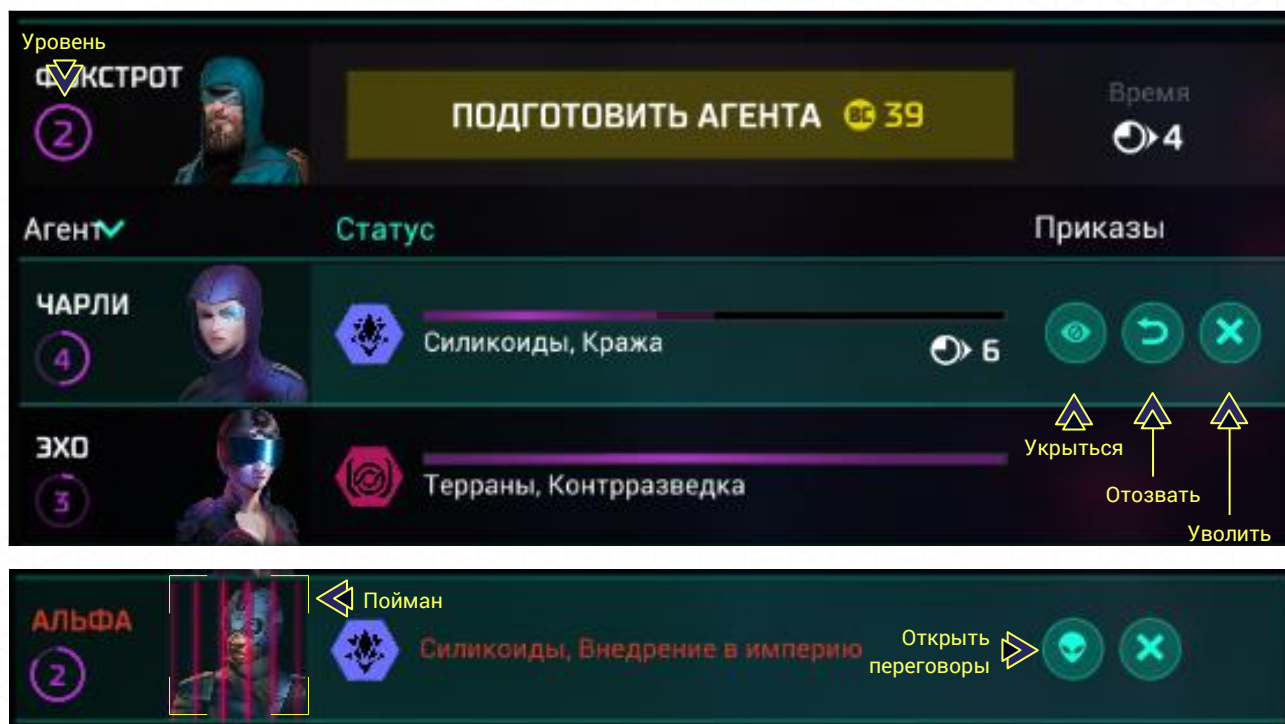 Уровень
ФОКСТРОТ
2
ПОДГОТОВИТЬ АГЕНТА BC 39
Время
4
Агент
Статус
Приказы
ЧАРЛИ
4
Силикоиды, Кража
6
ЭХО
3
Терраны, Контрразведка
Укрыться
Отозвать
Уволить
АЛЬФА
2
Пойман
Силикоиды, Внедрение в империю
Открыть
переговоры